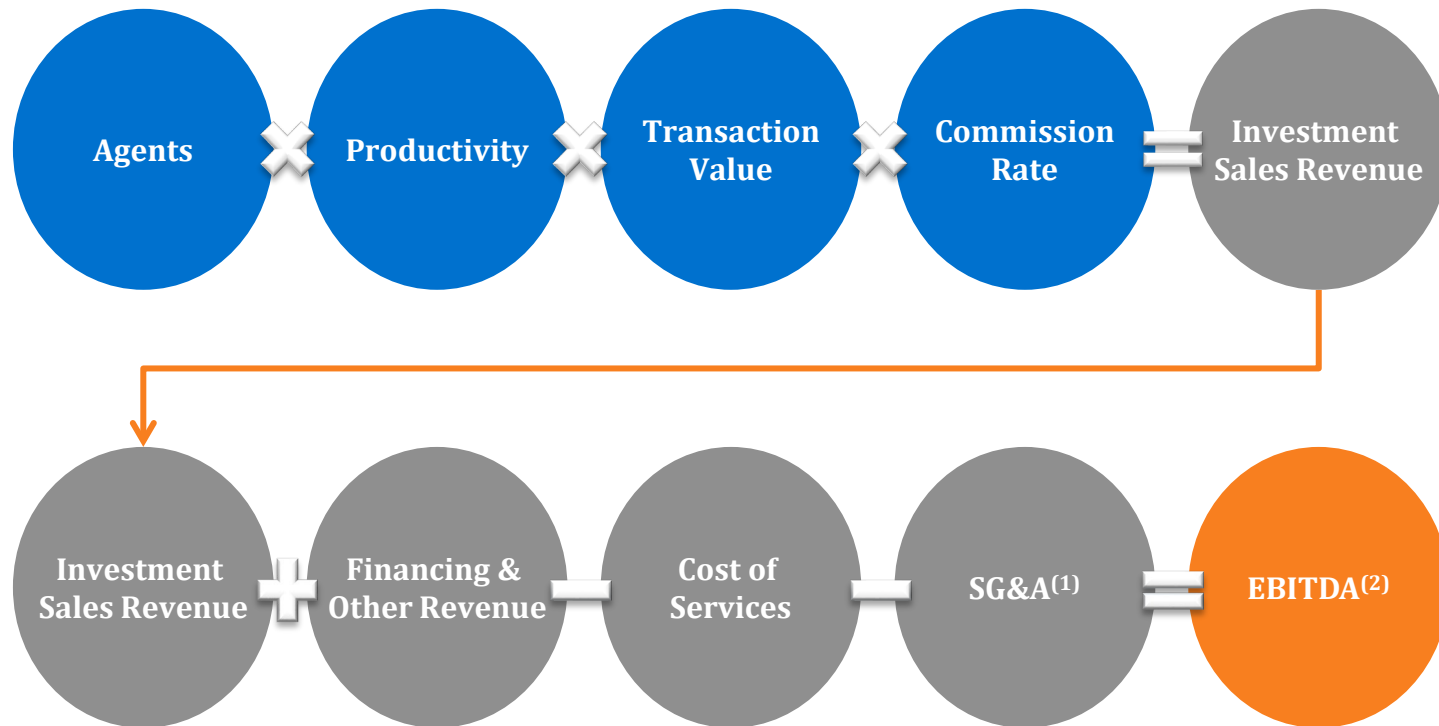 Agents
Productivity
Transaction
Value
Commission
Rate
Investment
Sales Revenue
Investment
Sales Revenue
Financing &
Other Revenue
Cost of
Services
SG&A(1)
EBITDA(2)